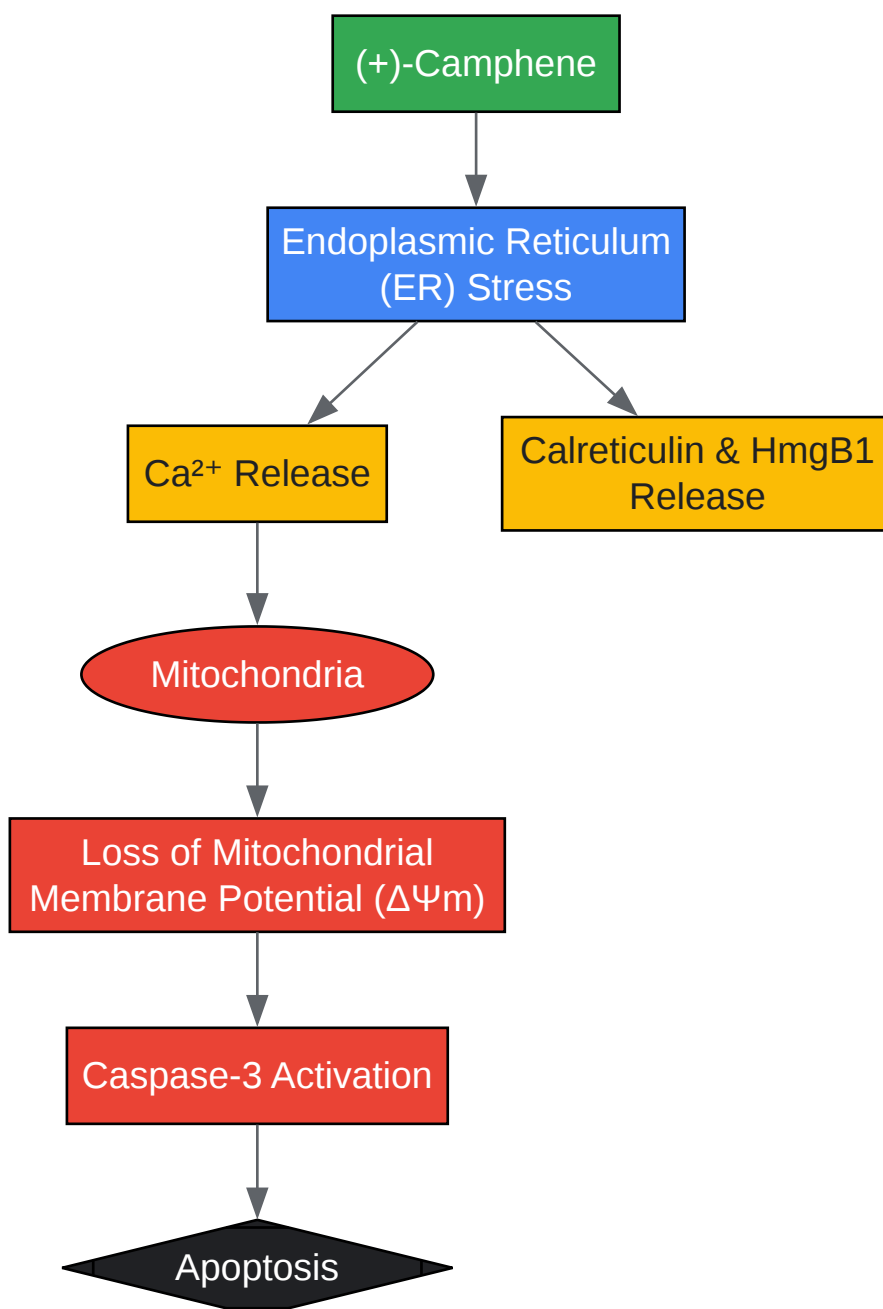 (+)-Camphene
Endoplasmic Reticulum
(ER) Stress
Ca²⁺ Release
Calreticulin & HmgB1
Release
Mitochondria
Loss of Mitochondrial
Membrane Potential (ΔΨm)
Caspase-3 Activation
Apoptosis